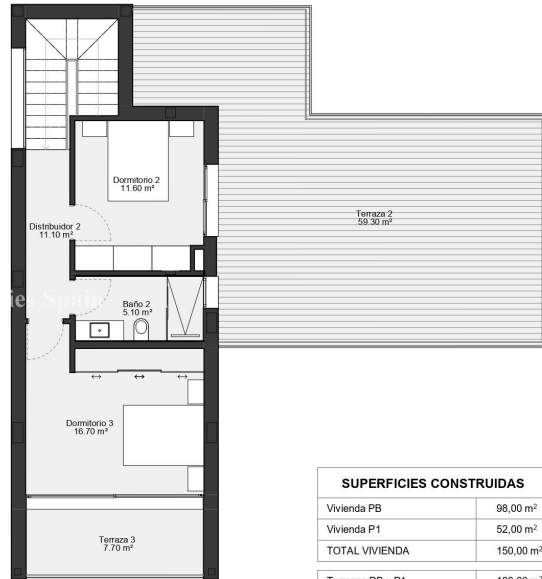 Dormitorio 2
11.60 m²
Terraza 2
59.30 m²
Distribuidor 2
11.10 m²
Spain
Baño 2
5.10 m²
Dormitorio 3
16.70 m²
Terraza 3
7.70 m²
SUPERFICIES CONSTRUIDAS
Vivienda PB 98,00 m²
Vivienda P1 52,00 m²
TOTAL VIVIENDA 150,00 m²